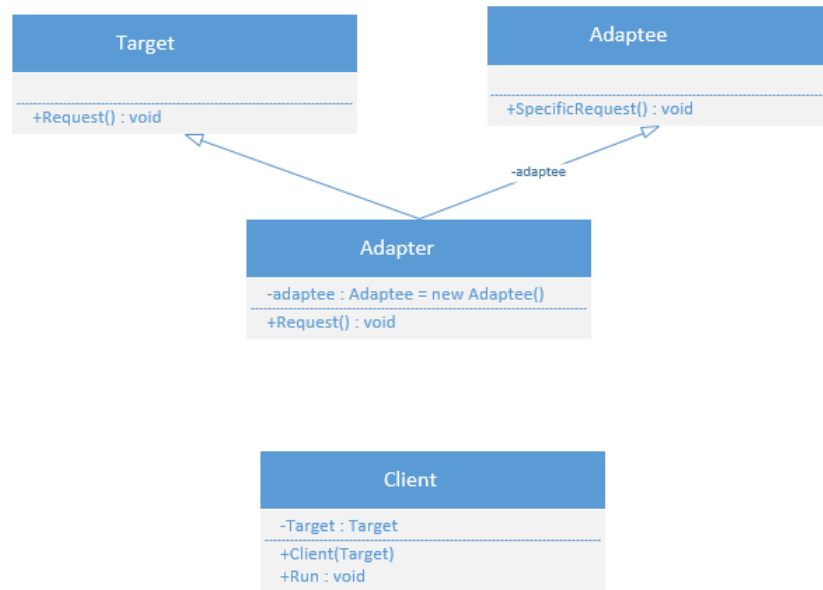 Target
+Request() : void
Adaptee
+SpecificRequest() : void
-adaptee
Adapter
-adaptee : Adaptee = new Adaptee()
+Request() : void
Client
-Target : Target
+Client(Target)
+Run : void